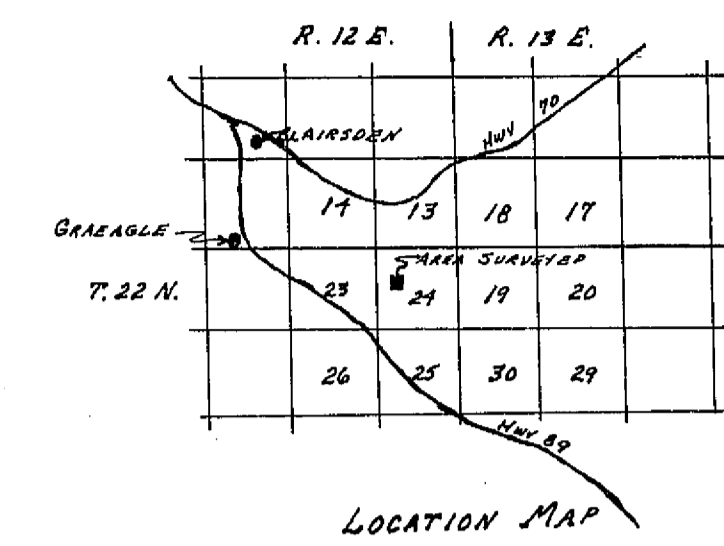 R. 12 E. R. 13 E.
HWY 70
CLAIRSDEN
14 13 18 17
GRAEAGLE
AREA SURVEYED
T. 22 N.
23 24 19 20
26 25 30 29
HWY 89
LOCATION MAP